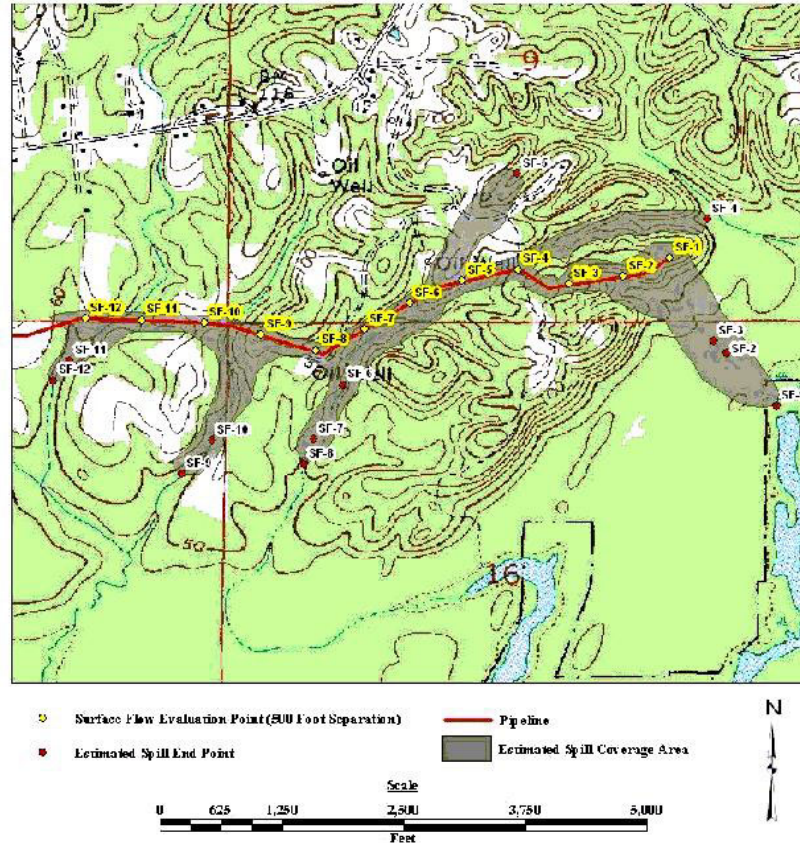 Oil
Well
SF-5
SF-4
SF-1
SF-4
SF-2
SF-3
SF-5
SF-6
SF-12
SF-11
SF-10
SF-7
SF-9
SF-8
SF-3
SF-2
SF-11
SF-12
SF-6
SF-10
SF-7
SF-9
SF-8
50
16
Surface Flow Evaluation Point (500 Foot Separation)
Pipeline
Estimated Spill End Point
Estimated Spill Coverage Area
N
Scale
0 625 1,250 2,500 3,750 5,000
Feet